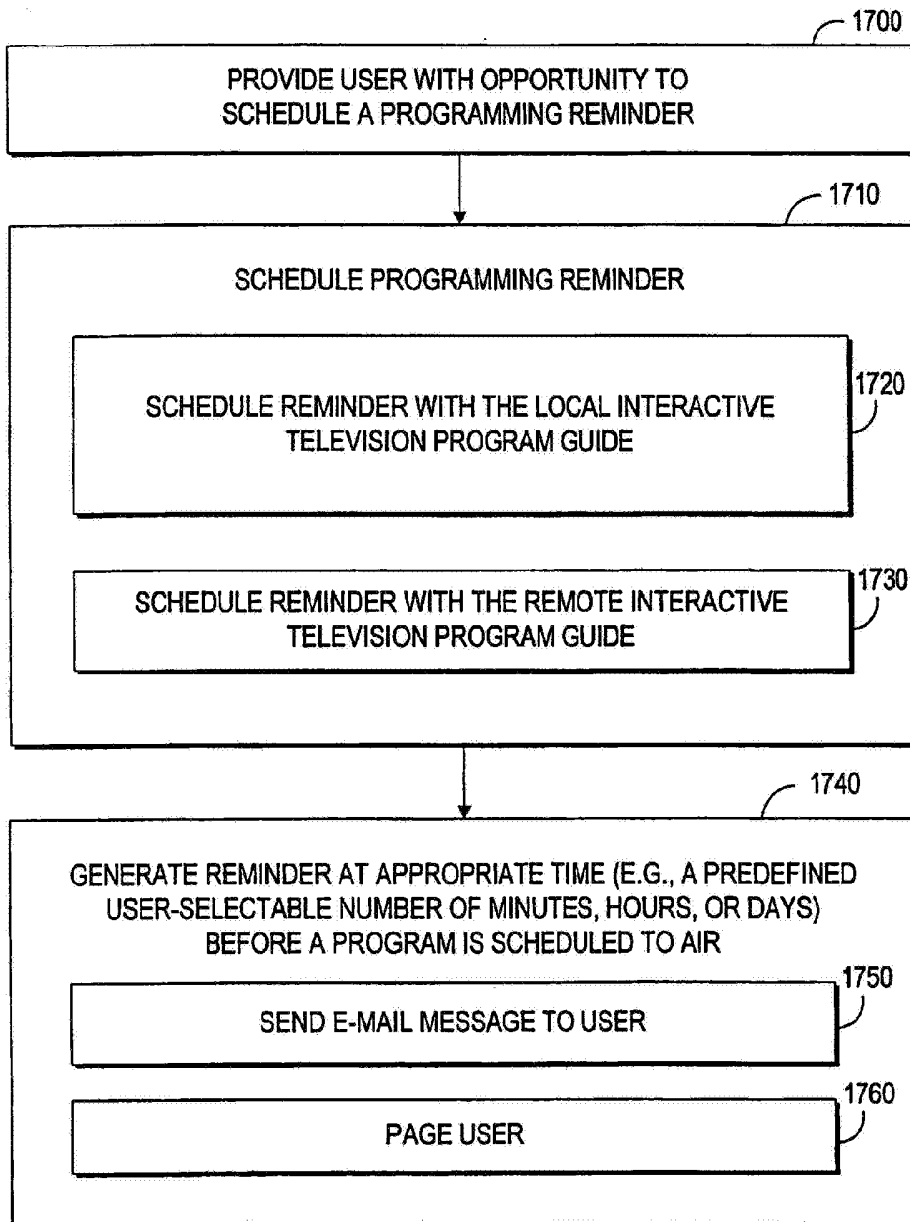 1700
PROVIDE USER WITH OPPORTUNITY TO
SCHEDULE A PROGRAMMING REMINDER
1710
SCHEDULE PROGRAMMING REMINDER
SCHEDULE REMINDER WITH THE LOCAL INTERACTIVE
TELEVISION PROGRAM GUIDE
1720
SCHEDULE REMINDER WITH THE REMOTE INTERACTIVE
TELEVISION PROGRAM GUIDE
1730
1740
GENERATE REMINDER AT APPROPRIATE TIME (E.G., A PREDEFINED
USER-SELECTABLE NUMBER OF MINUTES, HOURS, OR DAYS)
BEFORE A PROGRAM IS SCHEDULED TO AIR
1750
SEND E-MAIL MESSAGE TO USER
1760
PAGE USER